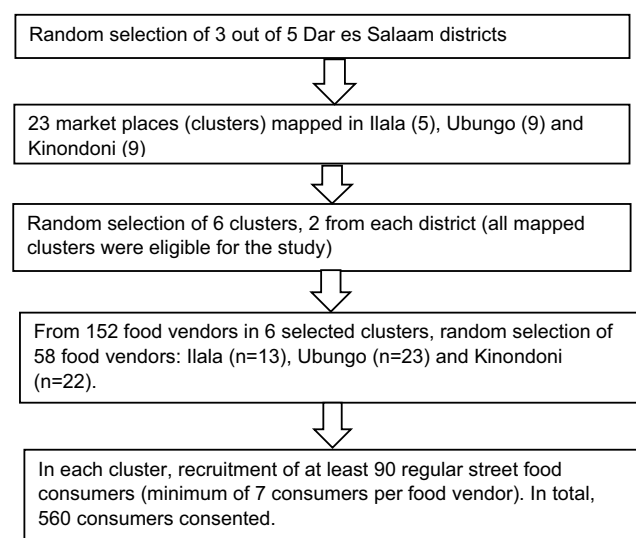 Random selection of 3 out of 5 Dar es Salaam districts
23 market places (clusters) mapped in Ilala (5), Ubungo (9) and
Kinondoni (9)
Random selection of 6 clusters, 2 from each district (all mapped
clusters were eligible for the study)
From 152 food vendors in 6 selected clusters, random selection of
58 food vendors: Ilala (n=13), Ubungo (n=23) and Kinondoni
(n=22).
In each cluster, recruitment of at least 90 regular street food
consumers (minimum of 7 consumers per food vendor). In total,
560 consumers consented.